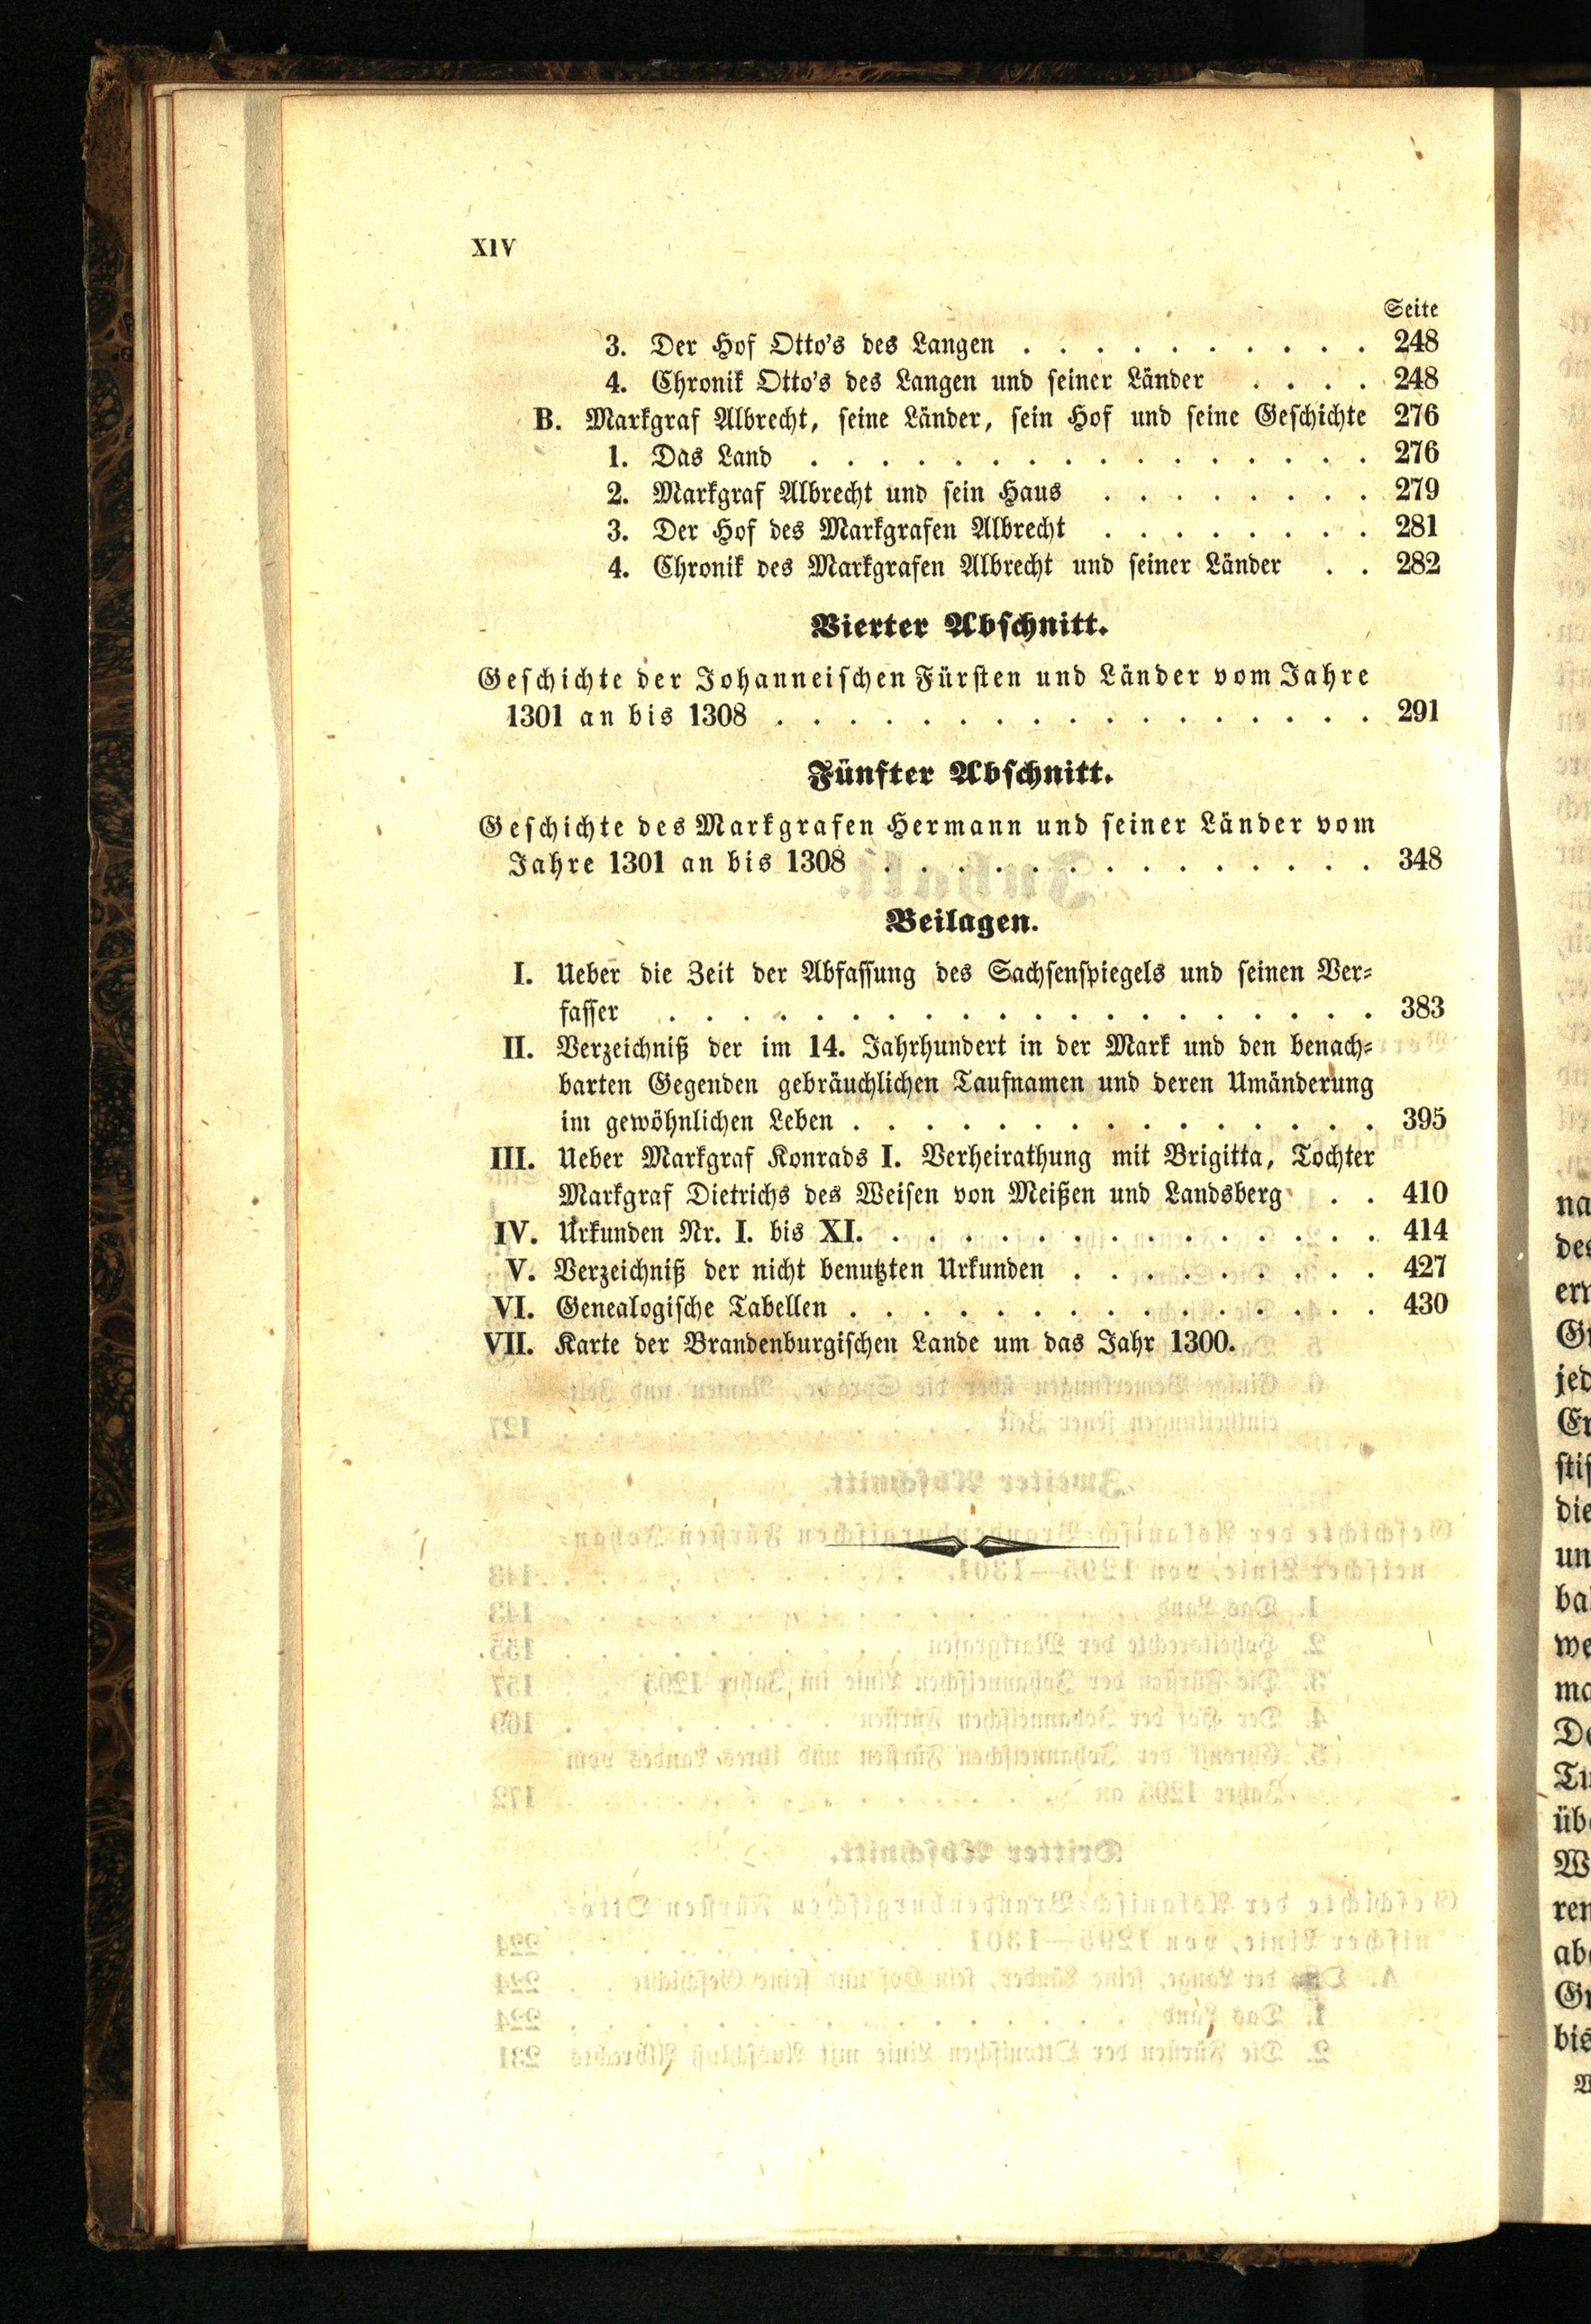 XIV
Seite
3. Der Hof Otto's des Langen . . . . . . . . . . 248
4. Chronik Otto's des Langen und seiner Länder . . . . 248
B. Markgraf Albrecht, seine Länder, sein Hof und seine Geschichte 276
1. Das Land . . . . . . . . . . . . . . . . 276
2. Markgraf Albrecht und sein Haus . . . . . . . . 279
3. Der Hof des Markgrafen Albrecht . . . . . . . . 281
4. Chronik des Markgrafen Albrecht und seiner Länder . . 282
Vierter Abschnitt.
Geschichte der Johanneischen Fürsten und Länder vom Jahre
1301 an bis 1308 . . . . . . . . . . . . . . . . . 291
Fünfter Abschnitt.
Geschichte des Markgrafen Hermann und seiner Länder vom
Jahre 1301 an bis 1308 . . . . . . . . . . . . . . 348
Beilagen.
I. Ueber die Zeit der Abfassung des Sachsenspiegels und seinen Ver-
fasser . . . . . . . . . . . . . . . . . . . . 383
II. Verzeichniß der im 14. Jahrhundert in der Mark und den benach-
barten Gegenden gebräuchlichen Taufnamen und deren Umänderung
im gewöhnlichen Leben . . . . . . . . . . . . . . . 395
III. Ueber Markgraf Konrads I. Verheirathung mit Brigitta, Tochter
Markgraf Dietrichs des Weisen von Meißen und Landsberg . . 410
IV. Urkunden Nr. I. bis XI. . . . . . . . . . . . . . . 414
V. Verzeichniß der nicht benutzten Urkunden . . . . . . . . . 427
VI. Genealogische Tabellen . . . . . . . . . . . . . . . 430
VII. Karte der Brandenburgischen Lande um das Jahr 1300.